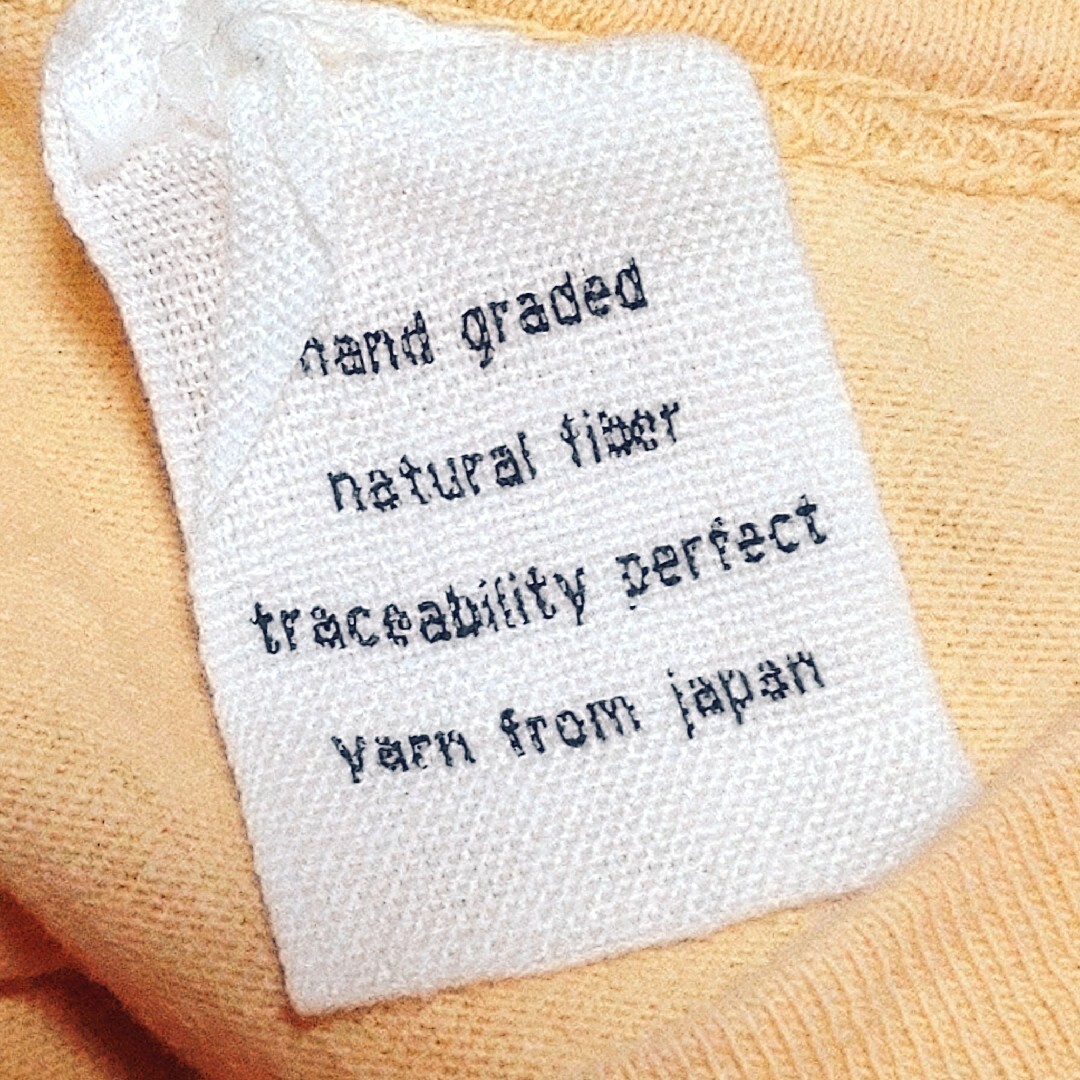 hand graded
natural fiber
traceability perfect
yarn from japan